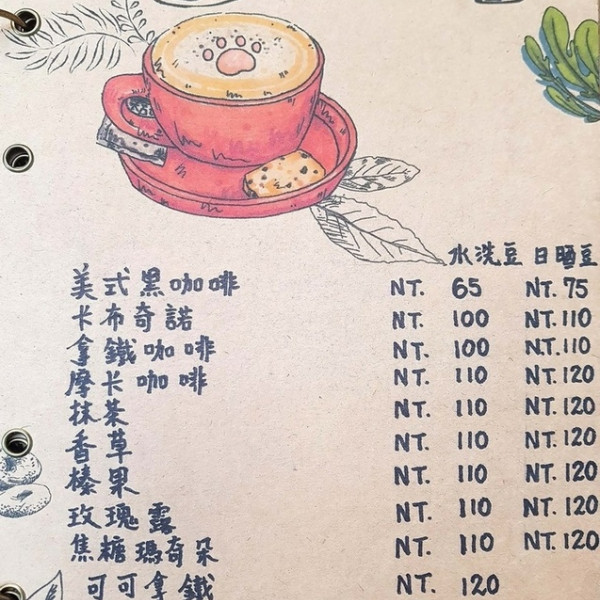 水洗豆 日晒豆
美式黑咖啡 NT. 65 NT. 75
卡布奇諾 NT. 100 NT. 110
拿鐵咖啡 NT. 100 NT. 110
摩卡咖啡 NT. 110 NT. 120
抹茶 NT. 110 NT. 120
香草 NT. 110 NT. 120
榛果 NT. 110 NT. 120
玫瑰露 NT. 110 NT. 120
焦糖瑪奇朵 NT. 110 NT. 120
可可拿鐵 NT. 120